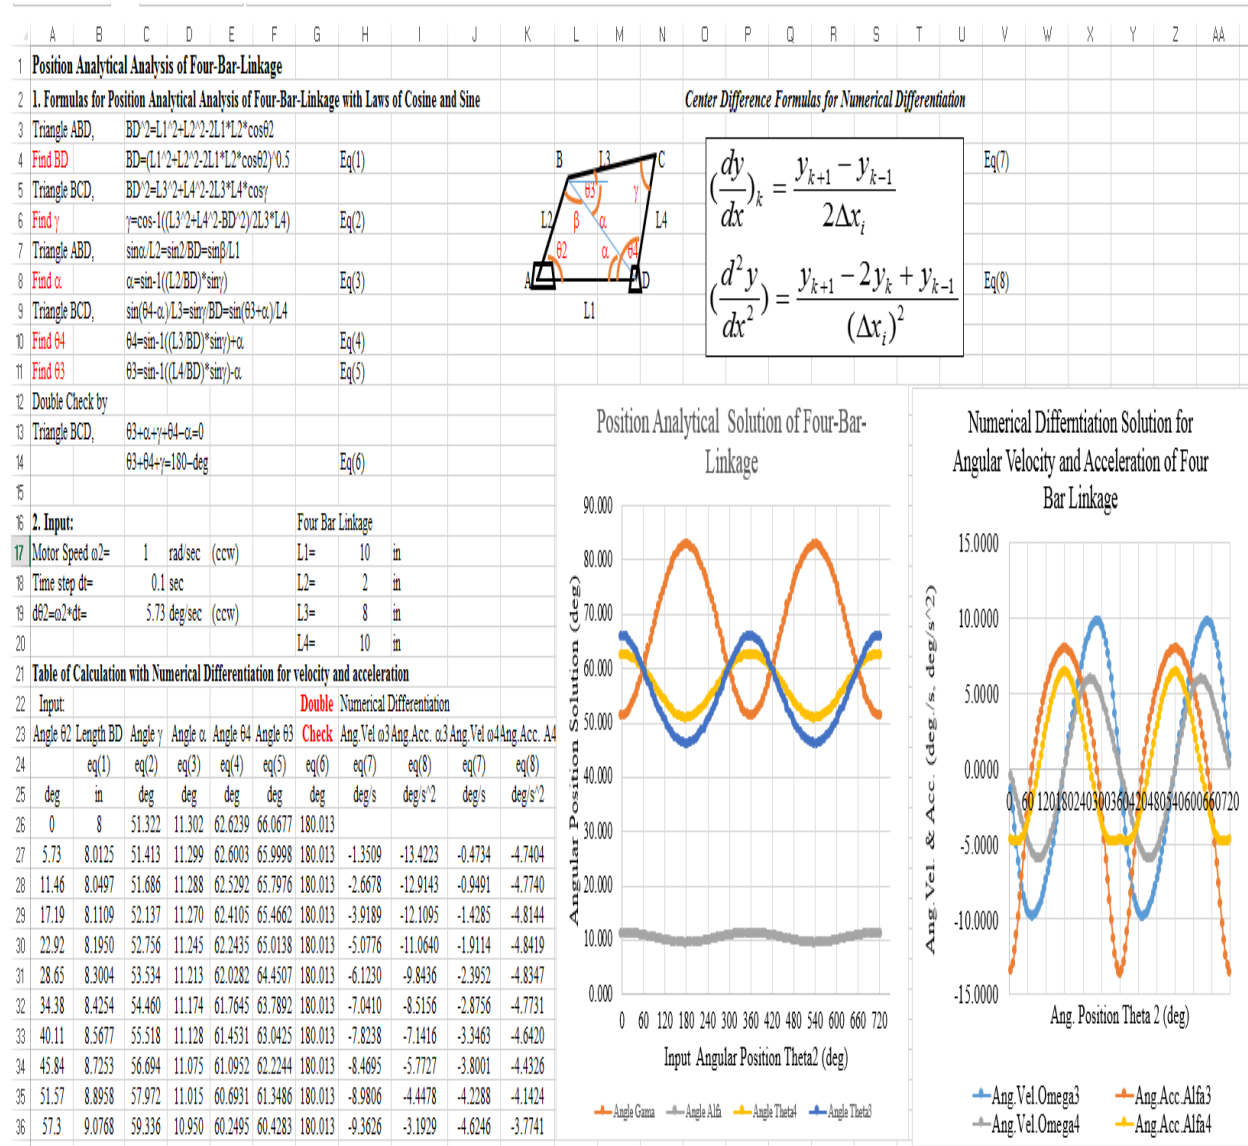 A B C D E F G H I J K L M N O P Q R S T U V W X Y Z AA
1 Position Analytical Analysis of Four-Bar-Linkage
2 1. Formulas for Position Analytical Analysis of Four-Bar-Linkage with Laws of Cosine and Sine Center Difference Formulas for Numerical Differentiation
3 Triangle ABD, BD^2=L1^2+L2^2-2L1*L2*cosθ2
4 Find BD BD=(L1^2+L2^2-2L1*L2*cosθ2)^0.5 Eq(1)
5 Triangle BCD, BD^2=L3^2+L4^2-2L3*L4*cosγ
6 Find γ γ=cos-1((L3^2+L4^2-BD^2)/2L3*L4) Eq(2)
7 Triangle ABD, sinα/L2=sin2/BD=sinβ/L1
8 Find α α=sin-1((L2/BD)*sinγ) Eq(3)
9 Triangle BCD, sin(θ4-α)/L3=sinγ/BD=sin(θ3+α)/L4
10 Find θ4 θ4=sin-1((L3/BD)*sinγ)+α Eq(4)
11 Find θ3 θ3=sin-1((L4/BD)*sinγ)-α Eq(5)
12 Double Check by
13 Triangle BCD, θ3+α+γ+θ4-α=0
14 θ3+θ4+γ=180-deg Eq(6)
15
B L3 C
θ3 γ
L2 β α L4
θ2 α θ4
A D
L1
(dy/dx)k = (yk+1 − yk−1)/2Δxi Eq(7)
(d²y/dx²) = (yk+1 − 2yk + yk−1)/(Δxi)² Eq(8)
16 2. Input: Four Bar Linkage
17 Motor Speed ω2= 1 rad/sec (ccw) L1= 10 in
18 Time step dt= 0.1 sec L2= 2 in
19 dθ2=ω2*dt= 5.73 deg/sec (ccw) L3= 8 in
20 L4= 10 in
21 Table of Calculation with Numerical Differentiation for velocity and acceleration
22 Input: Double Numerical Differentiation
23 Angle θ2 Length BD Angle γ Angle α Angle θ4 Angle θ3 Check Ang.Vel ω3 Ang.Acc. α3 Ang.Vel ω4 Ang.Acc. A4
24 eq(1) eq(2) eq(3) eq(4) eq(5) eq(6) eq(7) eq(8) eq(7) eq(8)
25 deg in deg deg deg deg deg deg/s deg/s^2 deg/s deg/s^2
26 0 8 51.322 11.302 62.6239 66.0677 180.013
27 5.73 8.0125 51.413 11.299 62.6003 65.9998 180.013 -1.3509 -13.4223 -0.4734 -4.7404
28 11.46 8.0497 51.686 11.288 62.5292 65.7976 180.013 -2.6678 -12.9143 -0.9491 -4.7740
29 17.19 8.1109 52.137 11.270 62.4105 65.4662 180.013 -3.9189 -12.1095 -1.4285 -4.8144
30 22.92 8.1950 52.756 11.245 62.2435 65.0138 180.013 -5.0776 -11.0640 -1.9114 -4.8419
31 28.65 8.3004 53.534 11.213 62.0282 64.4507 180.013 -6.1230 -9.8436 -2.3952 -4.8347
32 34.38 8.4254 54.460 11.174 61.7645 63.7892 180.013 -7.0410 -8.5156 -2.8756 -4.7731
33 40.11 8.5677 55.518 11.128 61.4531 63.0425 180.013 -7.8238 -7.1416 -3.3463 -4.6420
34 45.84 8.7253 56.694 11.075 61.0952 62.2244 180.013 -8.4695 -5.7727 -3.8001 -4.4326
35 51.57 8.8958 57.972 11.015 60.6931 61.3486 180.013 -8.9806 -4.4478 -4.2288 -4.1424
36 57.3 9.0768 59.336 10.950 60.2495 60.4283 180.013 -9.3626 -3.1929 -4.6246 -3.7741
Position Analytical Solution of Four-Bar-
Linkage
Angular Position Solution (deg)
90.000
80.000
70.000
60.000
50.000
40.000
30.000
20.000
10.000
0.000
0 60 120 180 240 300 360 420 480 540 600 660 720
Input Angular Position Theta2 (deg)
Angle Gama Angle Alfa Angle Theta4 Angle Theta3
Numerical Differntiation Solution for
Angular Velocity and Acceleration of Four
Bar Linkage
Ang.Vel. & Acc. (deg./s, deg/s^2)
15.0000
10.0000
5.0000
0.0000
-5.0000
-10.0000
-15.0000
0 60 120180240300360420480540600660720
Ang. Position Theta 2 (deg)
Ang.Vel.Omega3 Ang.Acc.Alfa3
Ang.Vel.Omega4 Ang.Acc.Alfa4